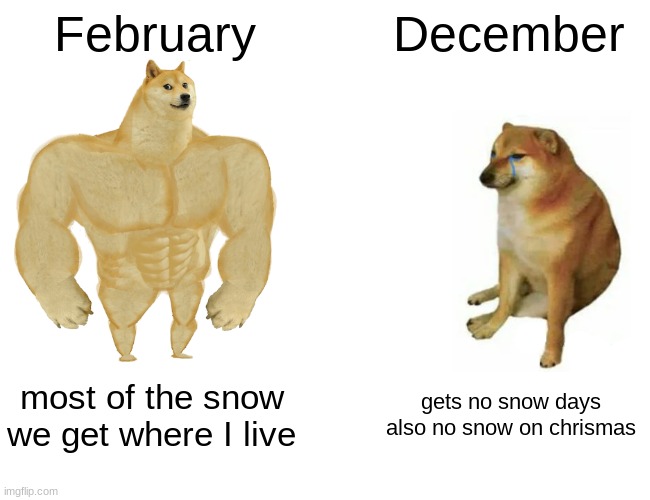 February
December
most of the snow
we get where I live
gets no snow days
also no snow on chrismas
imgflip.com